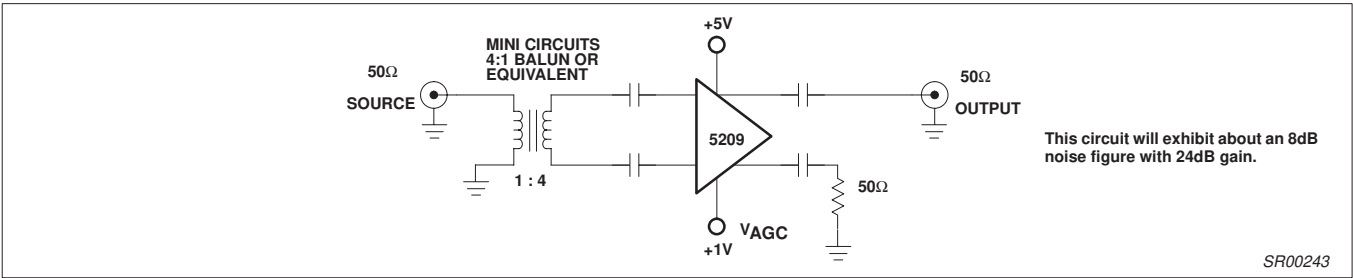 +5V
MINI CIRCUITS
4:1 BALUN OR
EQUIVALENT
50Ω
SOURCE
50Ω
OUTPUT
5209
This circuit will exhibit about an 8dB
noise figure with 24dB gain.
1 : 4
50Ω
VAGC
+1V
SR00243